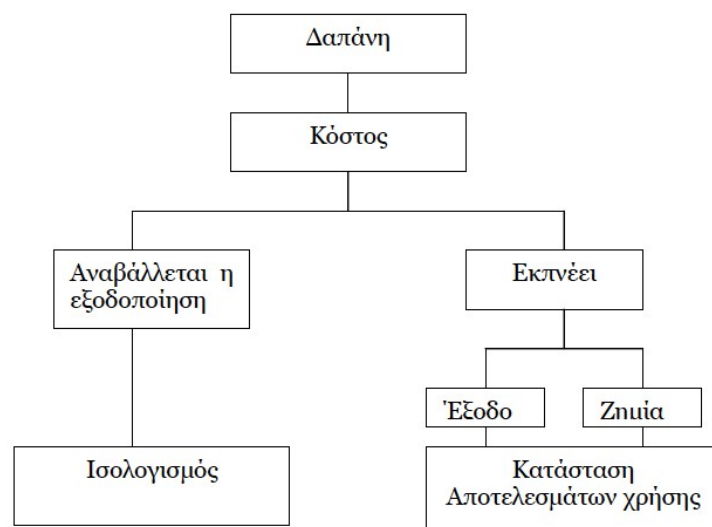 Δαπάνη
Κόστος
Αναβάλλεται η
εξοδοποίηση
Εκπνέει
Έξοδο
Ζημία
Ισολογισμός
Κατάσταση
Αποτελεσμάτων χρήσης